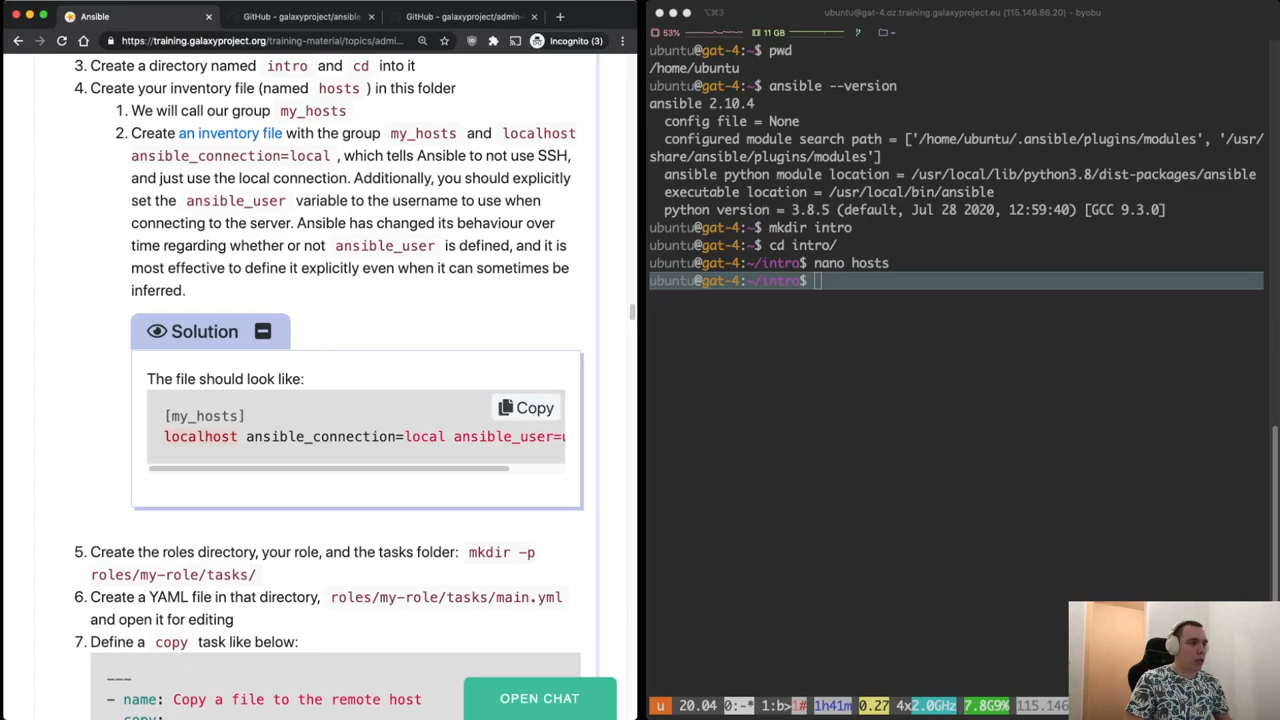 Ansible
GitHub - galaxyproject/ansible
GitHub - galaxyproject/admin-
https://training.galaxyproject.org/training-material/topics/admi...
Incognito (3)
3. Create a directory named intro and cd into it
4. Create your inventory file (named hosts ) in this folder
1. We will call our group my_hosts
2. Create an inventory file with the group my_hosts and localhost
ansible_connection=local , which tells Ansible to not use SSH,
and just use the local connection. Additionally, you should explicitly
set the ansible_user variable to the username to use when
connecting to the server. Ansible has changed its behaviour over
time regarding whether or not ansible_user is defined, and it is
most effective to define it explicitly even when it can sometimes be
inferred.
Solution
The file should look like:
Copy
[my_hosts]
localhost ansible_connection=local ansible_user=u
5. Create the roles directory, your role, and the tasks folder: mkdir -p
roles/my-role/tasks/
6. Create a YAML file in that directory, roles/my-role/tasks/main.yml
and open it for editing
7. Define a copy task like below:
---
- name: Copy a file to the remote host
OPEN CHAT
⌥⌘3
ubuntu@gat-4.oz.training.galaxyproject.eu (115.146.86.20) - byobu
53%
11 GB
ubuntu@gat-4:~$ pwd
/home/ubuntu
ubuntu@gat-4:~$ ansible --version
ansible 2.10.4
config file = None
configured module search path = ['/home/ubuntu/.ansible/plugins/modules', '/usr/
share/ansible/plugins/modules']
ansible python module location = /usr/local/lib/python3.8/dist-packages/ansible
executable location = /usr/local/bin/ansible
python version = 3.8.5 (default, Jul 28 2020, 12:59:40) [GCC 9.3.0]
ubuntu@gat-4:~$ mkdir intro
ubuntu@gat-4:~$ cd intro/
ubuntu@gat-4:~/intro$ nano hosts
ubuntu@gat-4:~/intro$
u 20.04 0:-* 1:b> 1# 1h41m 0.27 4x2.0GHz 7.8G9% 115.146